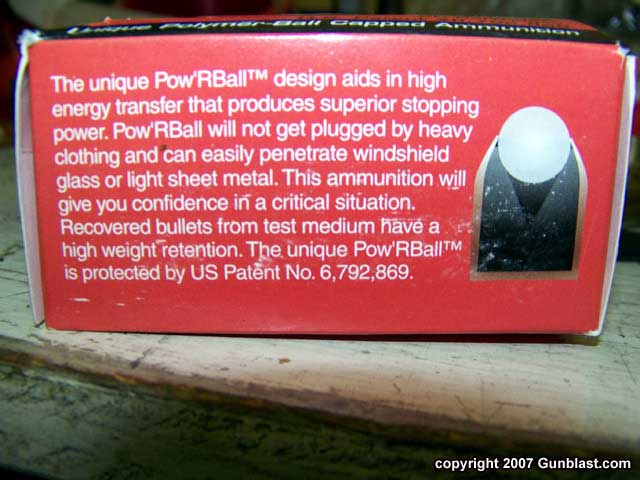 Unique Polymer-Ball Capped Ammunition
The unique Pow'RBall™ design aids in high
energy transfer that produces superior stopping
power. Pow'RBall will not get plugged by heavy
clothing and can easily penetrate windshield
glass or light sheet metal. This ammunition will
give you confidence in a critical situation.
Recovered bullets from test medium have a
high weight retention. The unique Pow'RBall™
is protected by US Patent No. 6,792,869.
copyright 2007 Gunblast.com